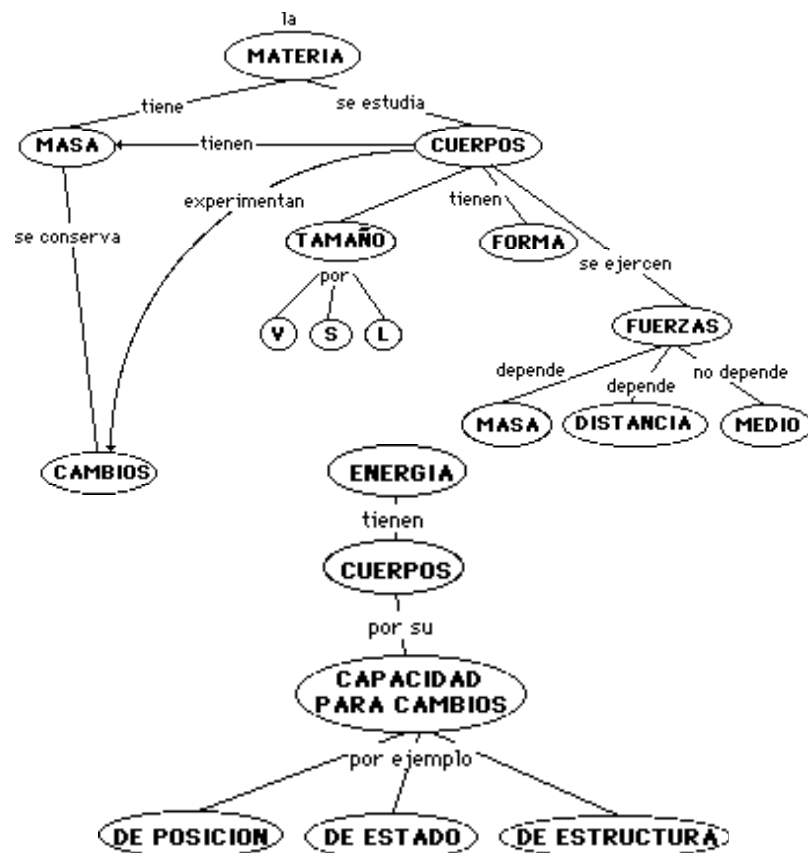 la
MATERIA
tiene
se estudia
MASA
tienen
CUERPOS
experimentan
tienen
se conserva
TAMAÑO
FORMA
por
se ejercen
V
S
L
FUERZAS
depende
depende
no depende
MASA
DISTANCIA
MEDIO
CAMBIOS
ENERGIA
tienen
CUERPOS
por su
CAPACIDAD
PARA CAMBIOS
por ejemplo
DE POSICION
DE ESTADO
DE ESTRUCTURA